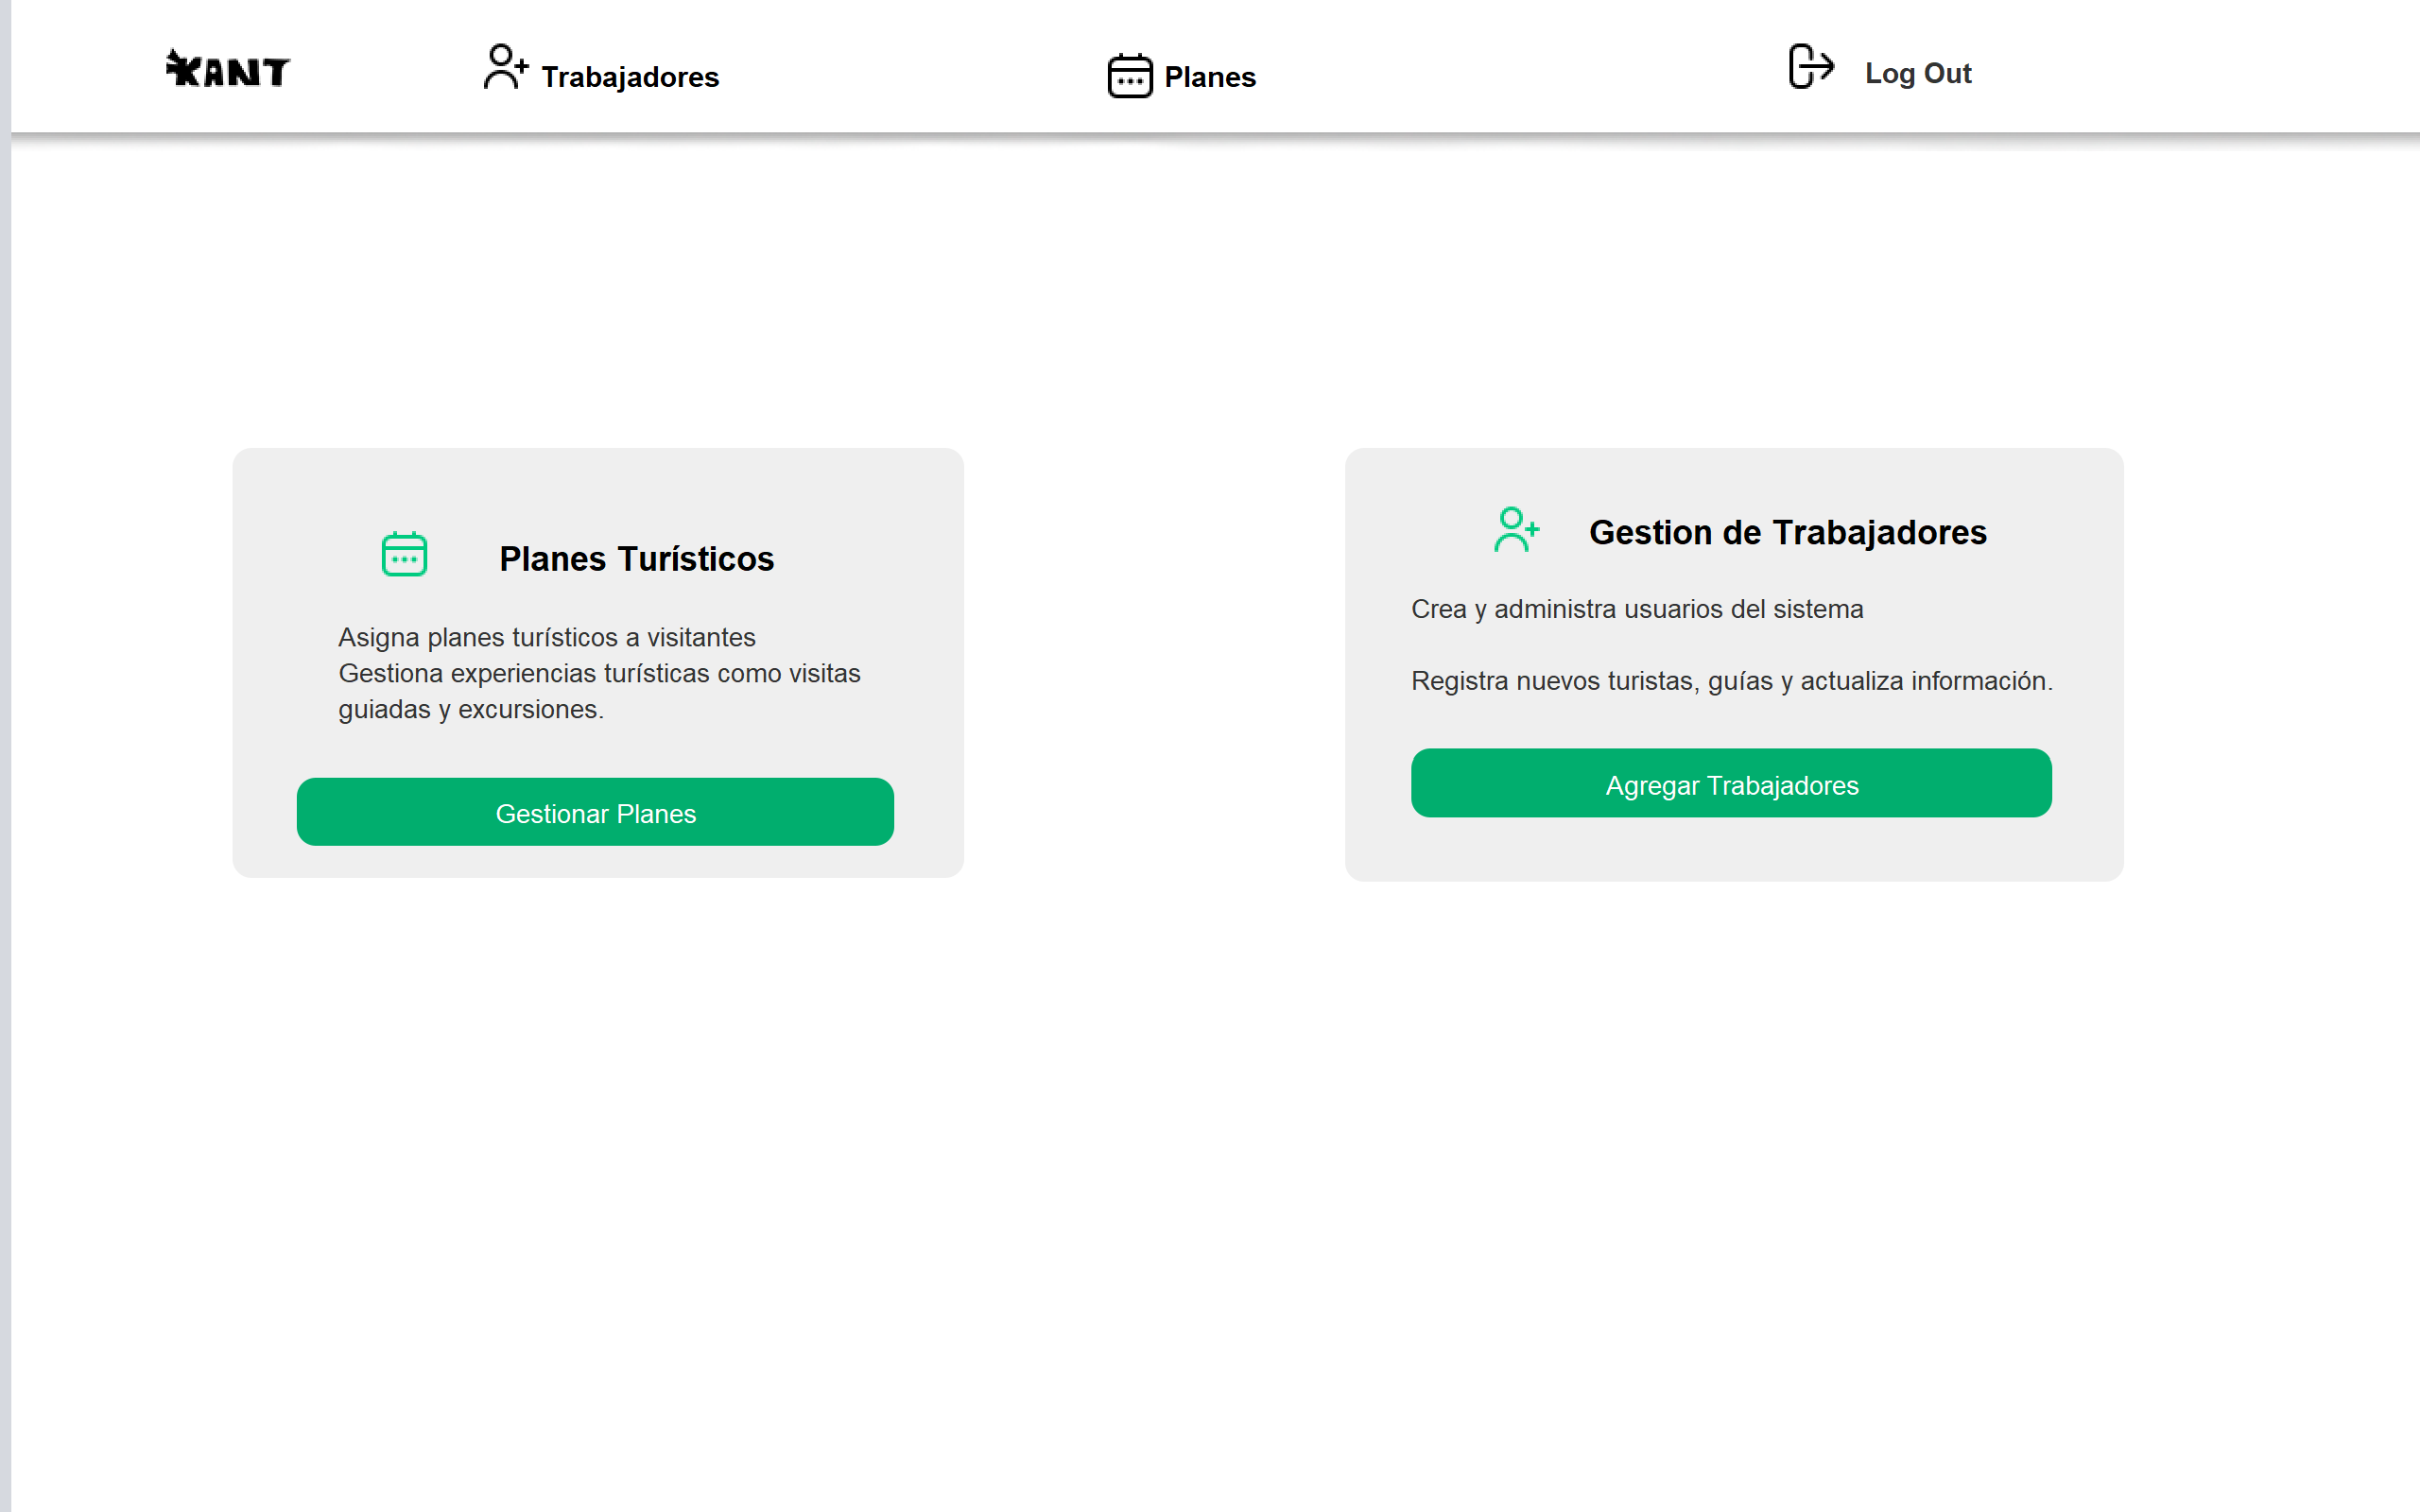 KANT
Trabajadores
Planes
Log Out
Planes Turísticos
Asigna planes turísticos a visitantes
Gestiona experiencias turísticas como visitas
guiadas y excursiones.
Gestionar Planes
Gestion de Trabajadores
Crea y administra usuarios del sistema
Registra nuevos turistas, guías y actualiza información.
Agregar Trabajadores